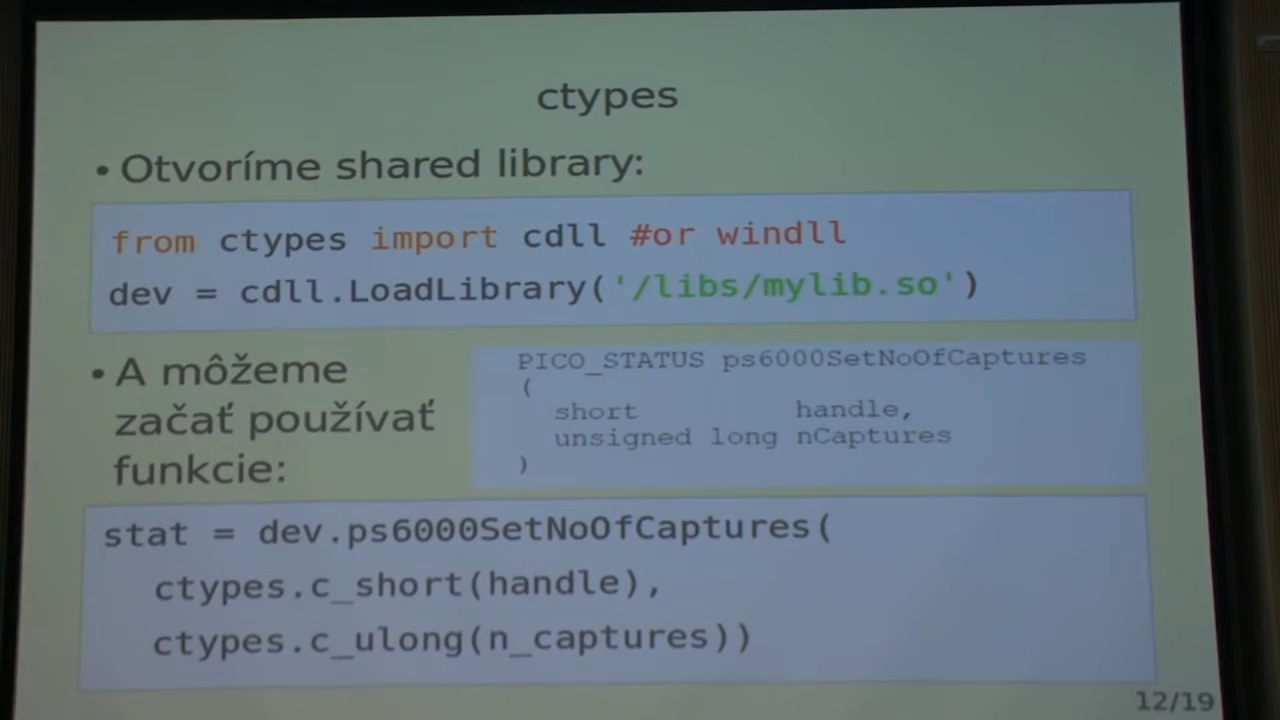 ctypes
• Otvoríme shared library:
from ctypes import cdll #or windll
dev = cdll.LoadLibrary('/libs/mylib.so')
• A môžeme
začať používať
funkcie:
PICO_STATUS ps6000SetNoOfCaptures
(
short handle,
unsigned long nCaptures
)
stat = dev.ps6000SetNoOfCaptures(
ctypes.c_short(handle),
ctypes.c_ulong(n_captures))
12/19